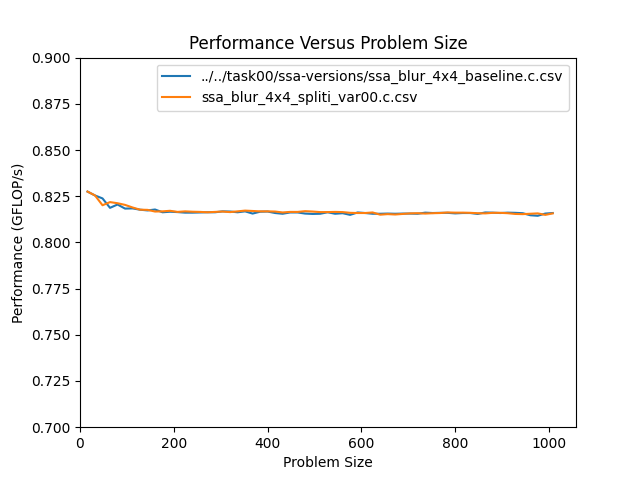 Performance Versus Problem Size
../../task00/ssa-versions/ssa_blur_4x4_baseline.c.csv
ssa_blur_4x4_spliti_var00.c.csv
0.900
0.875
0.850
0.825
0.800
0.775
0.750
0.725
0.700
Performance (GFLOP/s)
0 200 400 600 800 1000
Problem Size